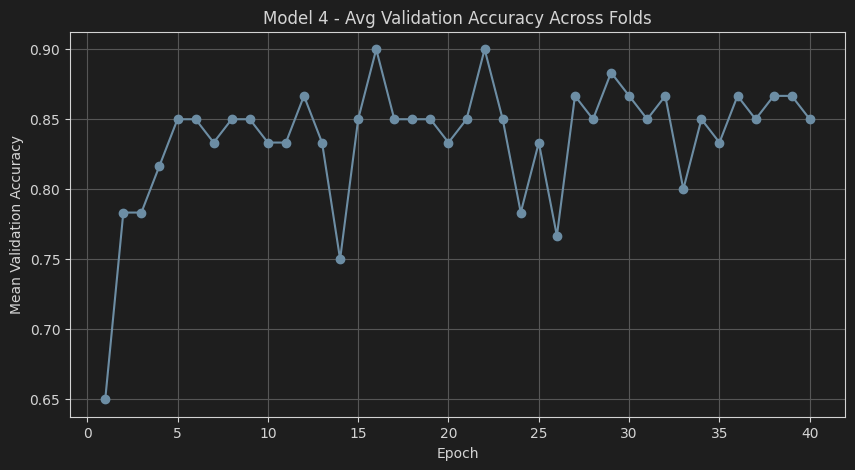 Model 4 - Avg Validation Accuracy Across Folds
Mean Validation Accuracy
0.90
0.85
0.80
0.75
0.70
0.65
0 5 10 15 20 25 30 35 40
Epoch